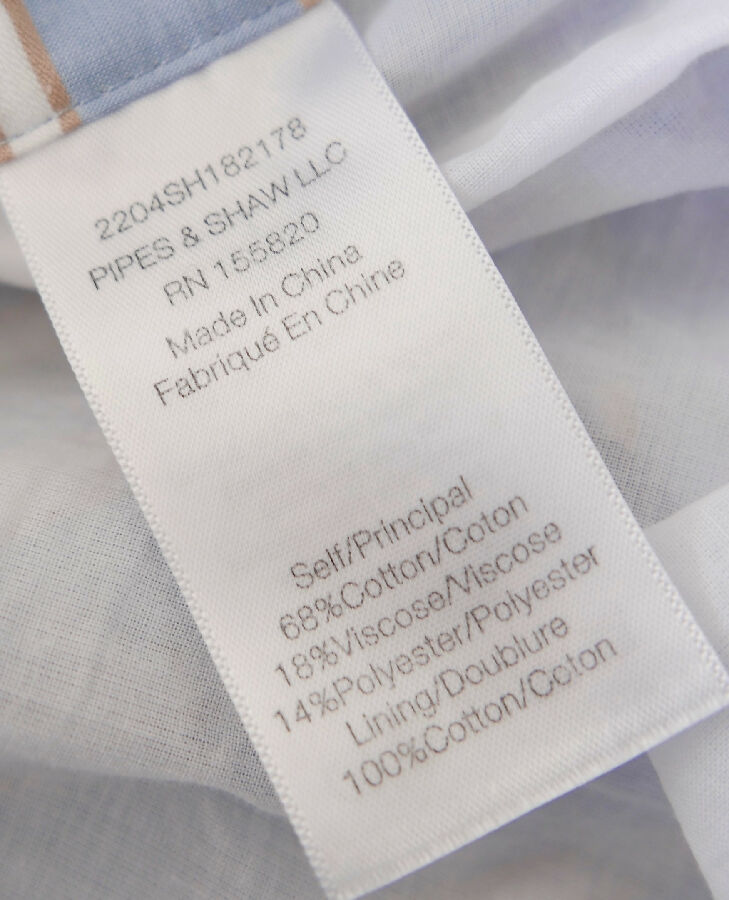 2204SH182178
PIPES & SHAW LLC
RN 155820
Made In China
Fabriqué En Chine
Self/Principal
68%Cotton/Coton
18%Viscose/Viscose
14%Polyester/Polyester
Lining/Doublure
100%Cotton/Coton